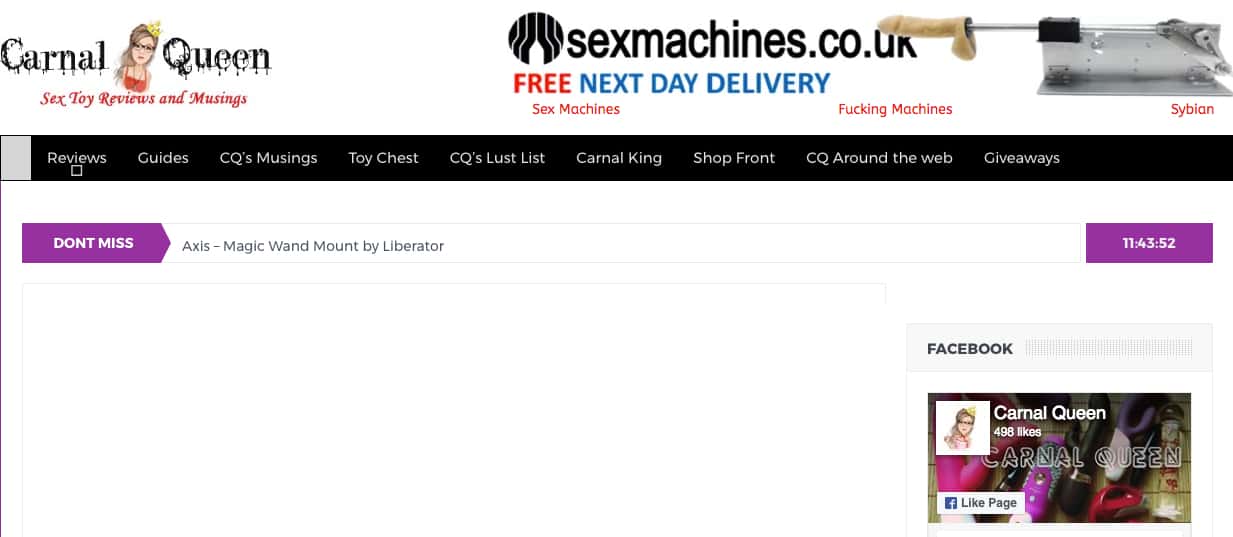 Carnal Queen
Sex Toy Reviews and Musings
sexmachines.co.uk
FREE NEXT DAY DELIVERY
Sex Machines Fucking Machines Sybian
Reviews Guides CQ's Musings Toy Chest CQ's Lust List Carnal King Shop Front CQ Around the web Giveaways
DONT MISS Axis – Magic Wand Mount by Liberator 11:43:52
FACEBOOK
Carnal Queen
498 likes
CARNAL QUEEN
Like Page